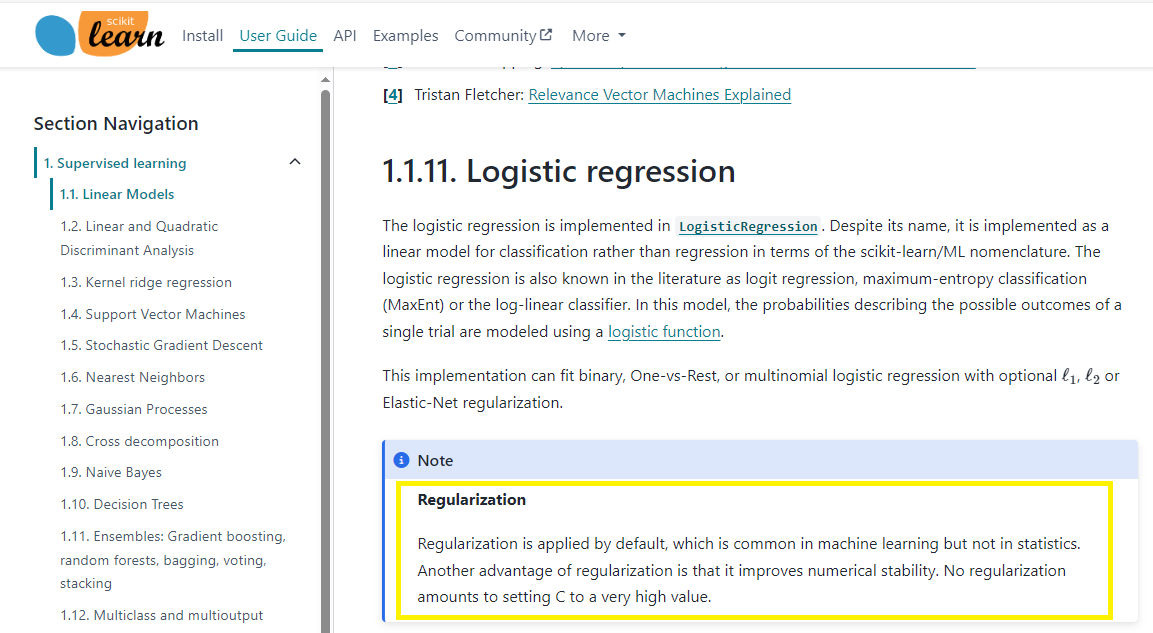 scikit
learn
Install
User Guide
API
Examples
Community
More
[4] Tristan Fletcher: Relevance Vector Machines Explained
Section Navigation
1. Supervised learning
1.1. Linear Models
1.2. Linear and Quadratic
Discriminant Analysis
1.3. Kernel ridge regression
1.4. Support Vector Machines
1.5. Stochastic Gradient Descent
1.6. Nearest Neighbors
1.7. Gaussian Processes
1.8. Cross decomposition
1.9. Naive Bayes
1.10. Decision Trees
1.11. Ensembles: Gradient boosting,
random forests, bagging, voting,
stacking
1.12. Multiclass and multioutput
1.1.11. Logistic regression
The logistic regression is implemented in LogisticRegression. Despite its name, it is implemented as a
linear model for classification rather than regression in terms of the scikit-learn/ML nomenclature. The
logistic regression is also known in the literature as logit regression, maximum-entropy classification
(MaxEnt) or the log-linear classifier. In this model, the probabilities describing the possible outcomes of a
single trial are modeled using a logistic function.
This implementation can fit binary, One-vs-Rest, or multinomial logistic regression with optional ℓ1, ℓ2 or
Elastic-Net regularization.
Note
Regularization
Regularization is applied by default, which is common in machine learning but not in statistics.
Another advantage of regularization is that it improves numerical stability. No regularization
amounts to setting C to a very high value.